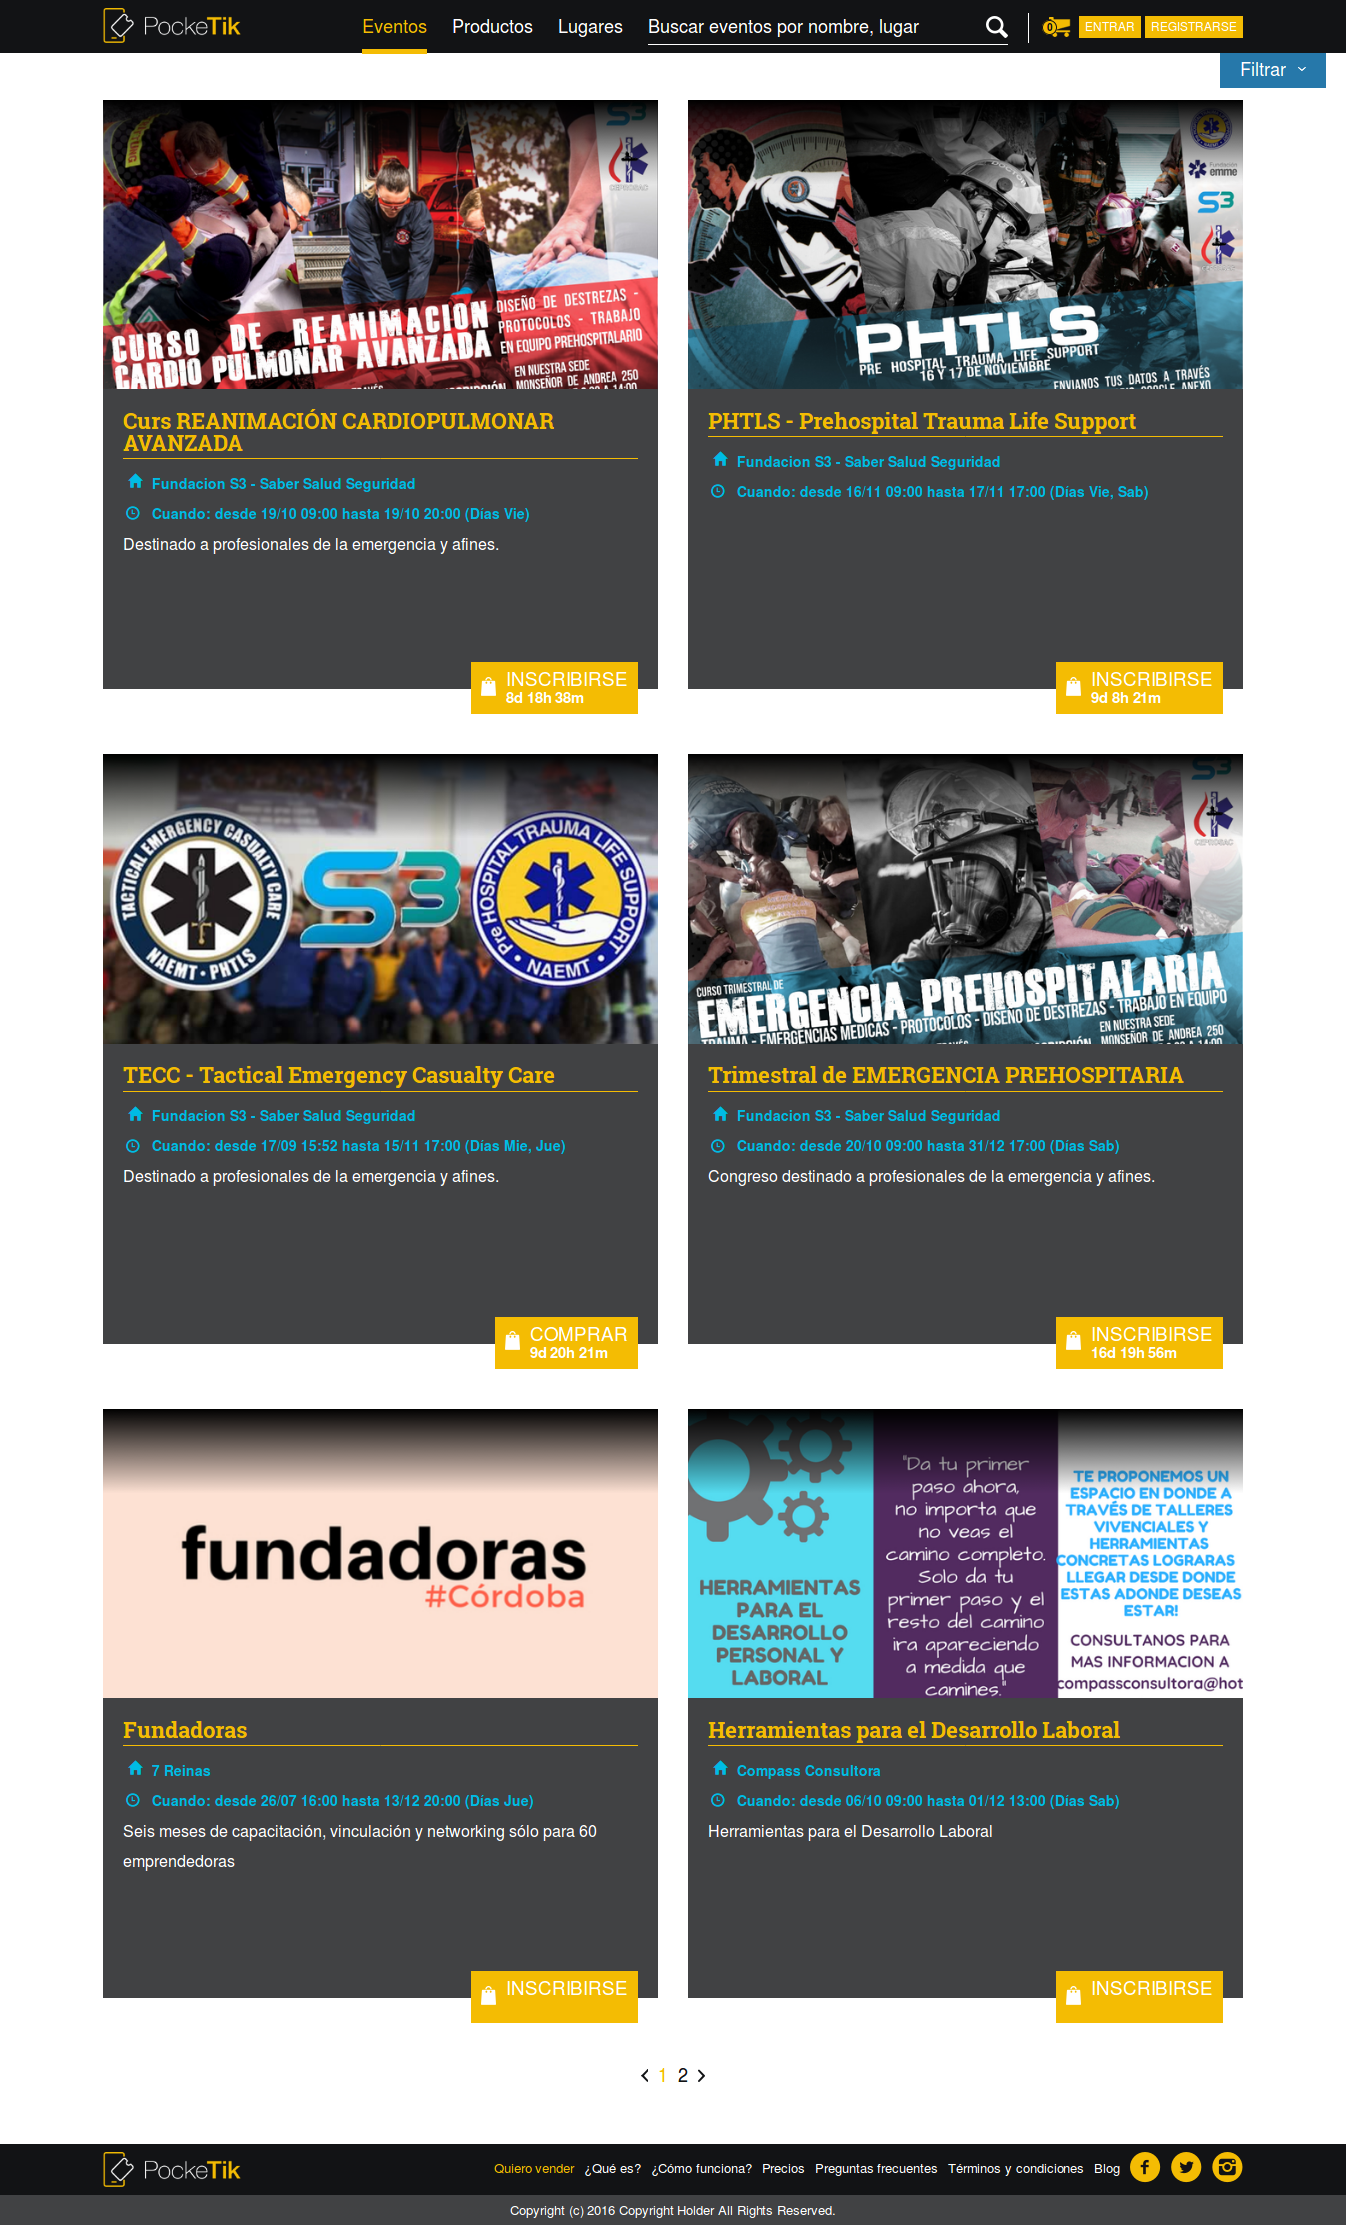 PockeTik
Eventos
Productos
Lugares
Buscar eventos por nombre, lugar
0
ENTRAR
REGISTRARSE
Filtrar
S3
CEPROSAC
CURSO DE REANIMACIÓN
CARDIO PULMONAR AVANZADA
DISEÑO DE DESTREZAS -
PROTOCOLOS - TRABAJO
EN EQUIPO PREHOSPITALARIO
EN NUESTRA SEDE
MONSEÑOR DE ANDREA 250
Curs REANIMACIÓN CARDIOPULMONAR
AVANZADA
Fundacion S3 - Saber Salud Seguridad
Cuando: desde 19/10 09:00 hasta 19/10 20:00 (Días Vie)
Destinado a profesionales de la emergencia y afines.
INSCRIBIRSE
8d 18h 38m
Fundación
emme
S3
PHTLS
PRE HOSPITAL TRAUMA LIFE SUPPORT
16 Y 17 DE NOVIEMBRE
ENVIANOS TUS DATOS A TRAVÉS
PHTLS - Prehospital Trauma Life Support
Fundacion S3 - Saber Salud Seguridad
Cuando: desde 16/11 09:00 hasta 17/11 17:00 (Días Vie, Sab)
INSCRIBIRSE
9d 8h 21m
TACTICAL EMERGENCY CASUALTY CARE
NAEMT · PHTLS
S3
Pre HOSPITAL TRAUMA LIFE SUPPORT
NAEMT
TECC - Tactical Emergency Casualty Care
Fundacion S3 - Saber Salud Seguridad
Cuando: desde 17/09 15:52 hasta 15/11 17:00 (Días Mie, Jue)
Destinado a profesionales de la emergencia y afines.
COMPRAR
9d 20h 21m
S3
CEPROSAC
CURSO TRIMESTRAL DE
EMERGENCIA PREHOSPITALARIA
TRAUMA - EMERGENCIAS MEDICAS - PROTOCOLOS - DISEÑO DE DESTREZAS - TRABAJO EN EQUIPO
EN NUESTRA SEDE
MONSEÑOR DE ANDREA 250
Trimestral de EMERGENCIA PREHOSPITARIA
Fundacion S3 - Saber Salud Seguridad
Cuando: desde 20/10 09:00 hasta 31/12 17:00 (Días Sab)
Congreso destinado a profesionales de la emergencia y afines.
INSCRIBIRSE
16d 19h 56m
fundadoras
#Córdoba
Fundadoras
7 Reinas
Cuando: desde 26/07 16:00 hasta 13/12 20:00 (Días Jue)
Seis meses de capacitación, vinculación y networking sólo para 60
emprendedoras
INSCRIBIRSE
HERRAMIENTAS
PARA EL
DESARROLLO
PERSONAL Y
LABORAL
"Da tu primer
paso ahora,
no importa que
no veas el
camino completo.
Solo da tu
primer paso y el
resto del camino
ira apareciendo
a medida que
camines."
TE PROPONEMOS UN
ESPACIO EN DONDE A
TRAVÉS DE TALLERES
VIVENCIALES Y
HERRAMIENTAS
CONCRETAS LOGRARAS
LLEGAR DESDE DONDE
ESTAS ADONDE DESEAS
ESTAR!
CONSULTANOS PARA
MAS INFORMACION A
compassconsultora@hot
Herramientas para el Desarrollo Laboral
Compass Consultora
Cuando: desde 06/10 09:00 hasta 01/12 13:00 (Días Sab)
Herramientas para el Desarrollo Laboral
INSCRIBIRSE
1 2
PockeTik
Quiero vender
¿Qué es?
¿Cómo funciona?
Precios
Preguntas frecuentes
Términos y condiciones
Blog
Copyright (c) 2016 Copyright Holder All Rights Reserved.